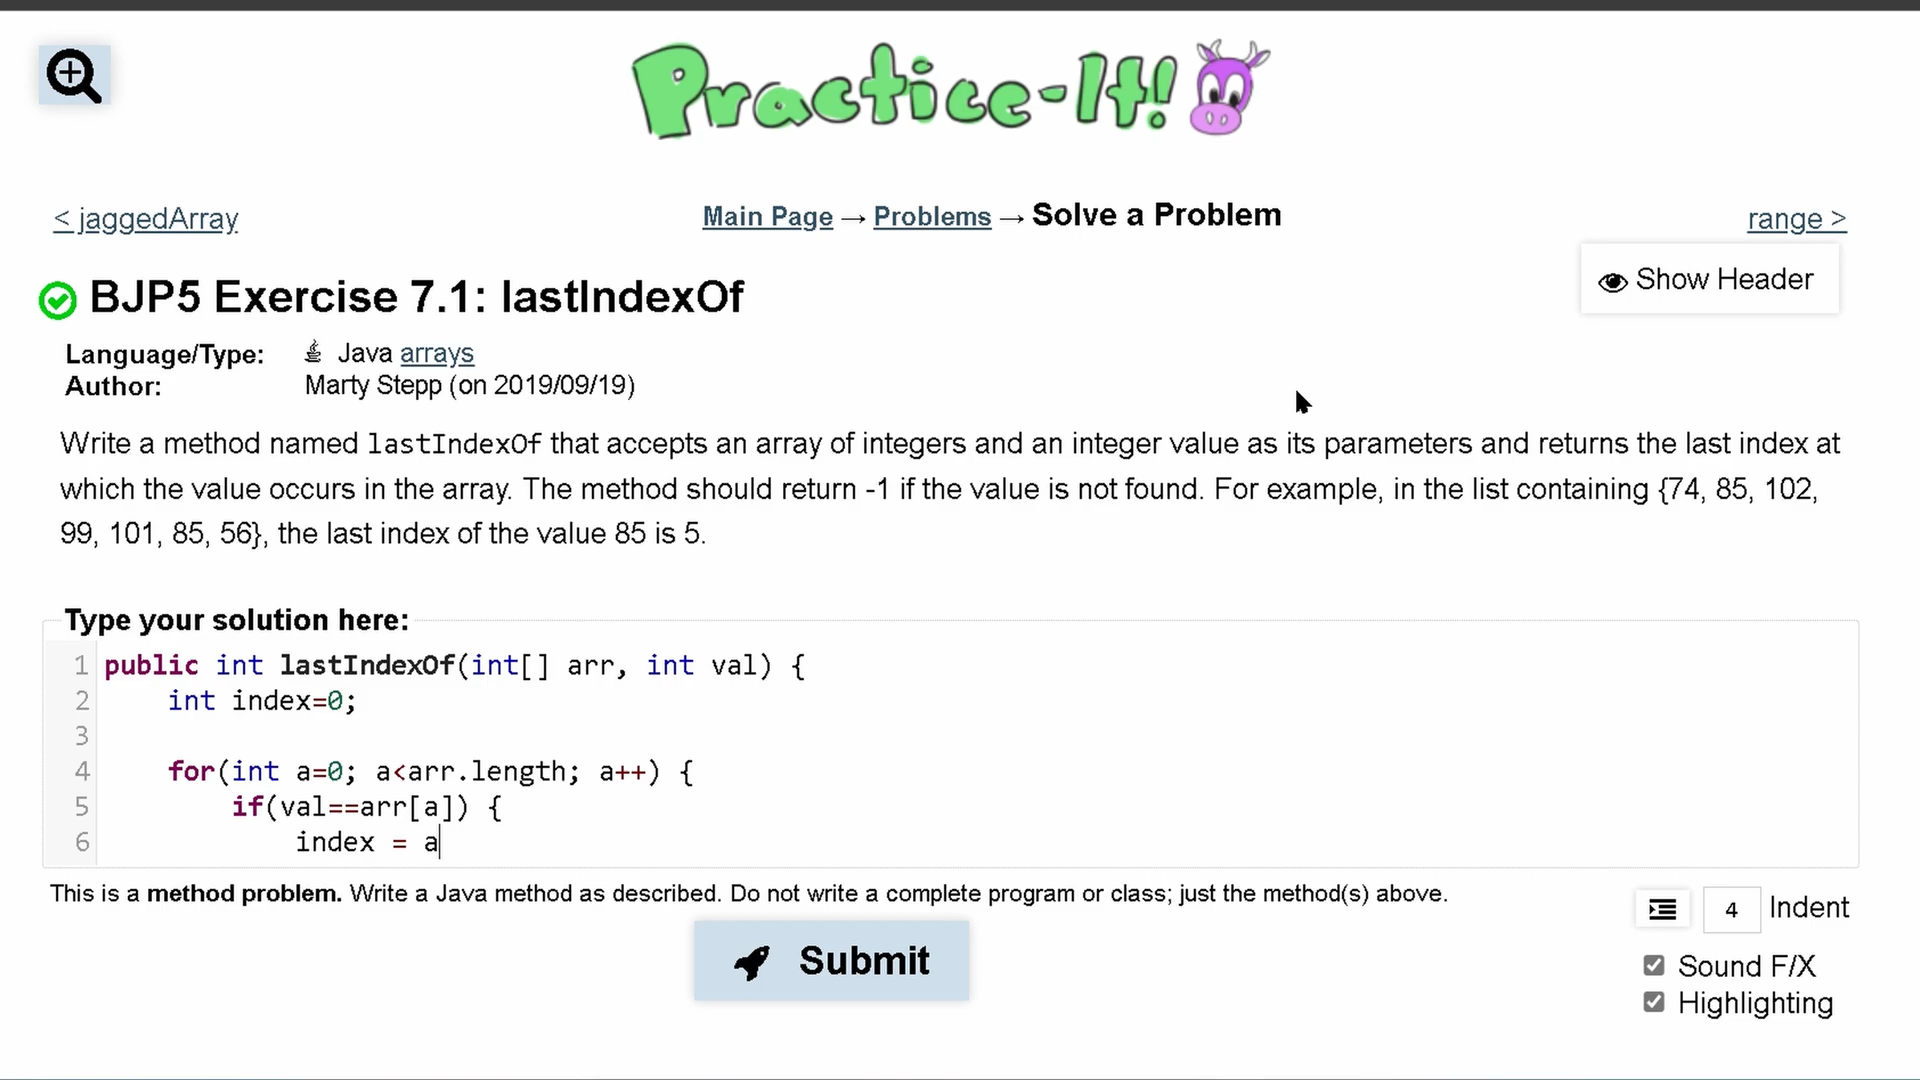 Practice-It!
< jaggedArray
Main Page → Problems → Solve a Problem
range >
Show Header
BJP5 Exercise 7.1: lastIndexOf
Language/Type: Java arrays
Author: Marty Stepp (on 2019/09/19)
Write a method named lastIndexOf that accepts an array of integers and an integer value as its parameters and returns the last index at
which the value occurs in the array. The method should return -1 if the value is not found. For example, in the list containing {74, 85, 102,
99, 101, 85, 56}, the last index of the value 85 is 5.
Type your solution here:
1 public int lastIndexOf(int[] arr, int val) {
2     int index=0;
3
4     for(int a=0; a<arr.length; a++) {
5         if(val==arr[a]) {
6             index = a
This is a method problem. Write a Java method as described. Do not write a complete program or class; just the method(s) above.
4 Indent
Submit
Sound F/X
Highlighting